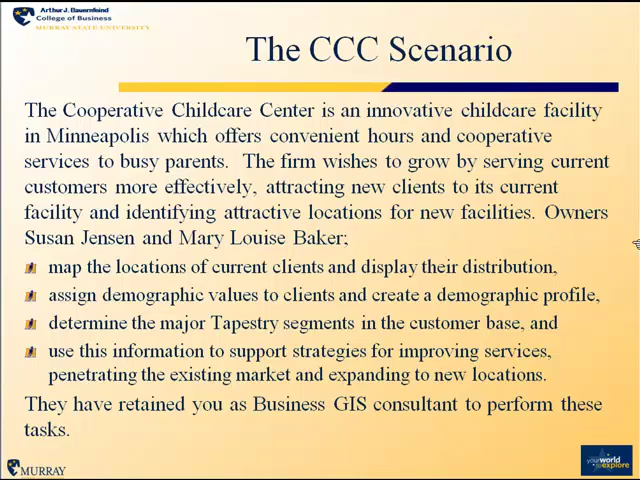 Arthur J. Bauernfeind
College of Business
MURRAY STATE UNIVERSITY
The CCC Scenario
The Cooperative Childcare Center is an innovative childcare facility
in Minneapolis which offers convenient hours and cooperative
services to busy parents. The firm wishes to grow by serving current
customers more effectively, attracting new clients to its current
facility and identifying attractive locations for new facilities. Owners
Susan Jensen and Mary Louise Baker;
map the locations of current clients and display their distribution,
assign demographic values to clients and create a demographic profile,
determine the major Tapestry segments in the customer base, and
use this information to support strategies for improving services,
penetrating the existing market and expanding to new locations.
They have retained you as Business GIS consultant to perform these
tasks.
MURRAY
yourworld
to explore